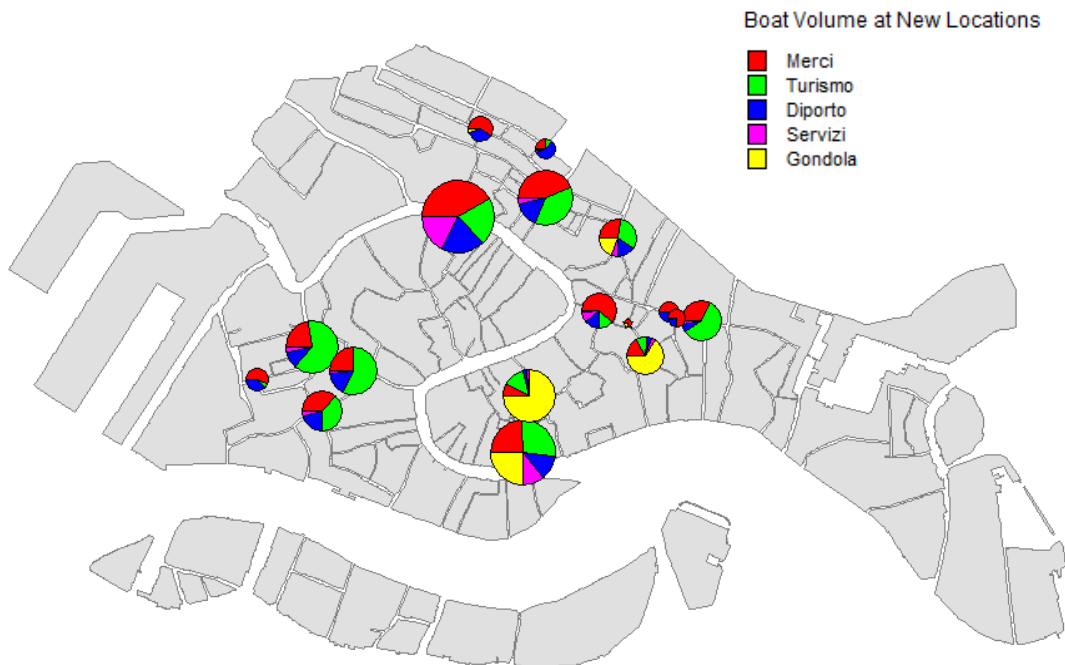 Boat Volume at New Locations
Merci
Turismo
Diporto
Servizi
Gondola